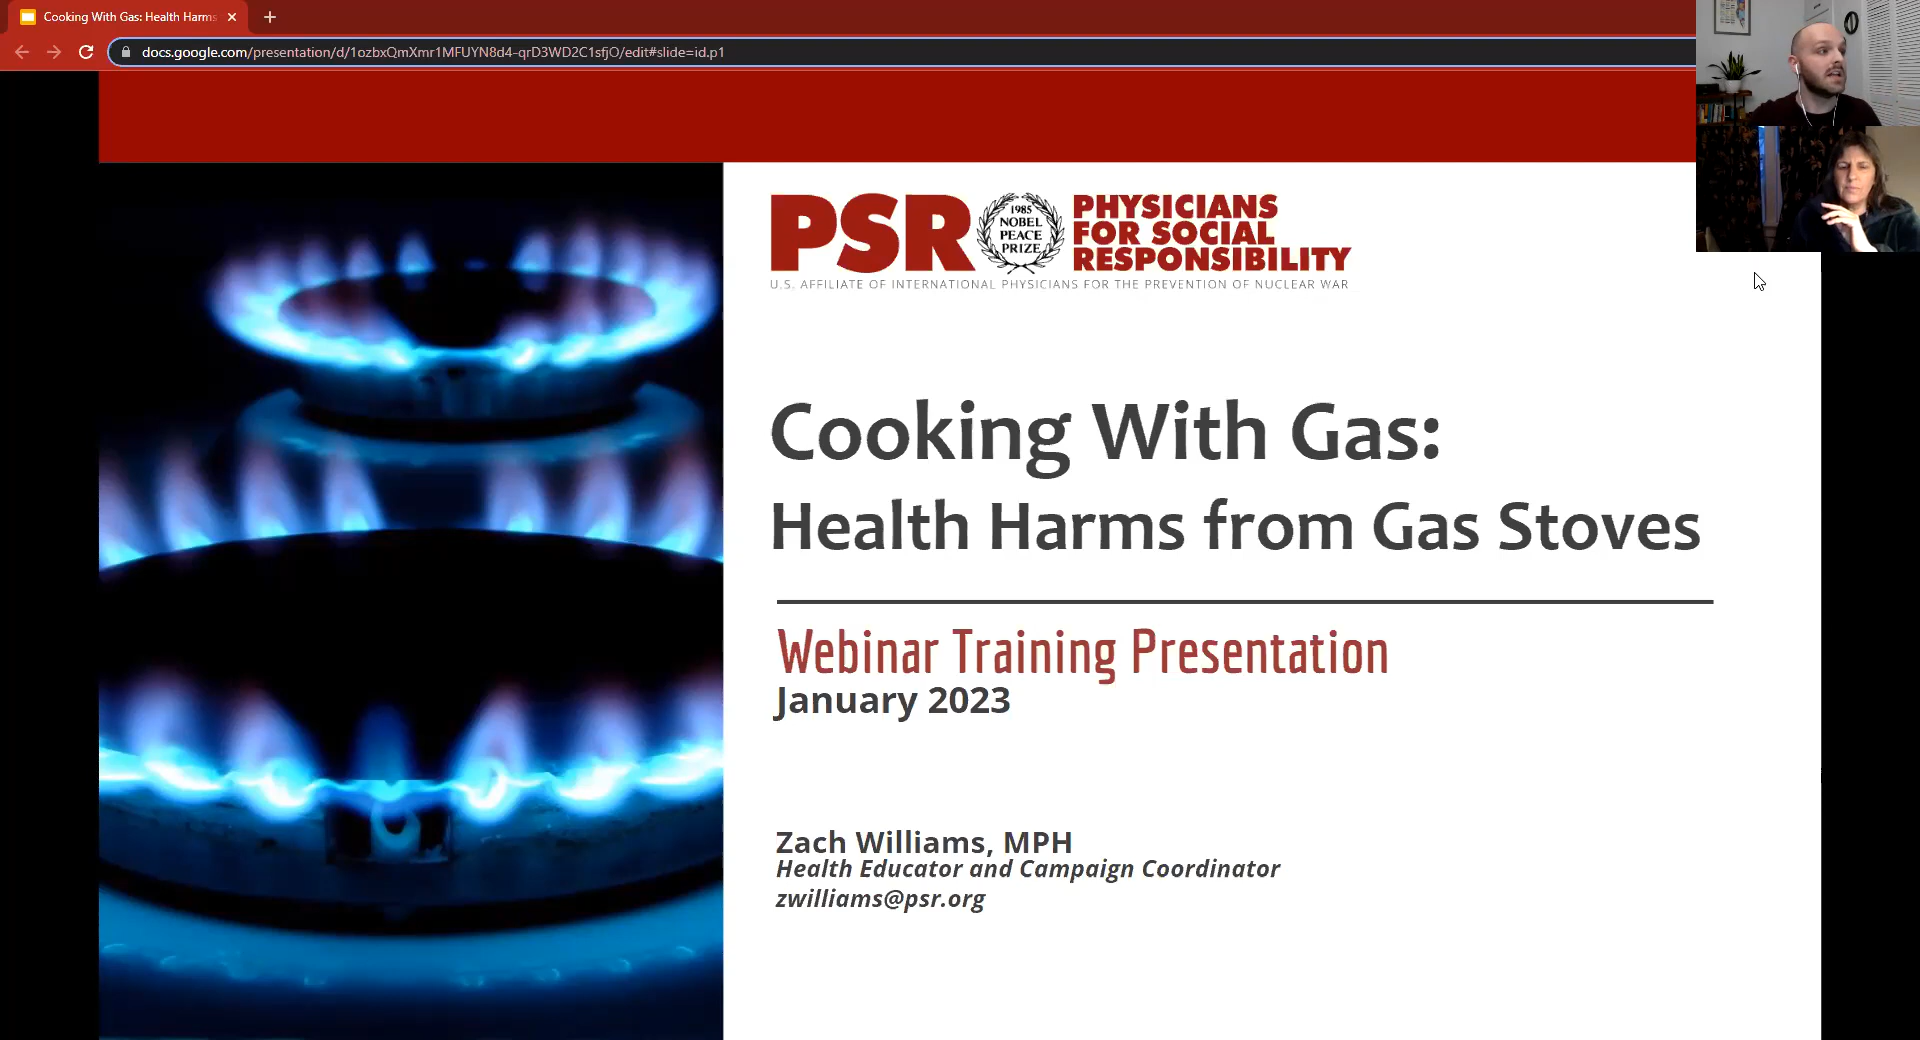 Cooking With Gas: Health Harms
docs.google.com/presentation/d/1ozbxQmXmr1MFUYN8d4-qrD3WD2C1sfjO/edit#slide=id.p1
PSR
1985
NOBEL
PEACE
PRIZE
PHYSICIANS
FOR SOCIAL
RESPONSIBILITY
U.S. AFFILIATE OF INTERNATIONAL PHYSICIANS FOR THE PREVENTION OF NUCLEAR WAR
Cooking With Gas:
Health Harms from Gas Stoves
Webinar Training Presentation
January 2023
Zach Williams, MPH
Health Educator and Campaign Coordinator
zwilliams@psr.org